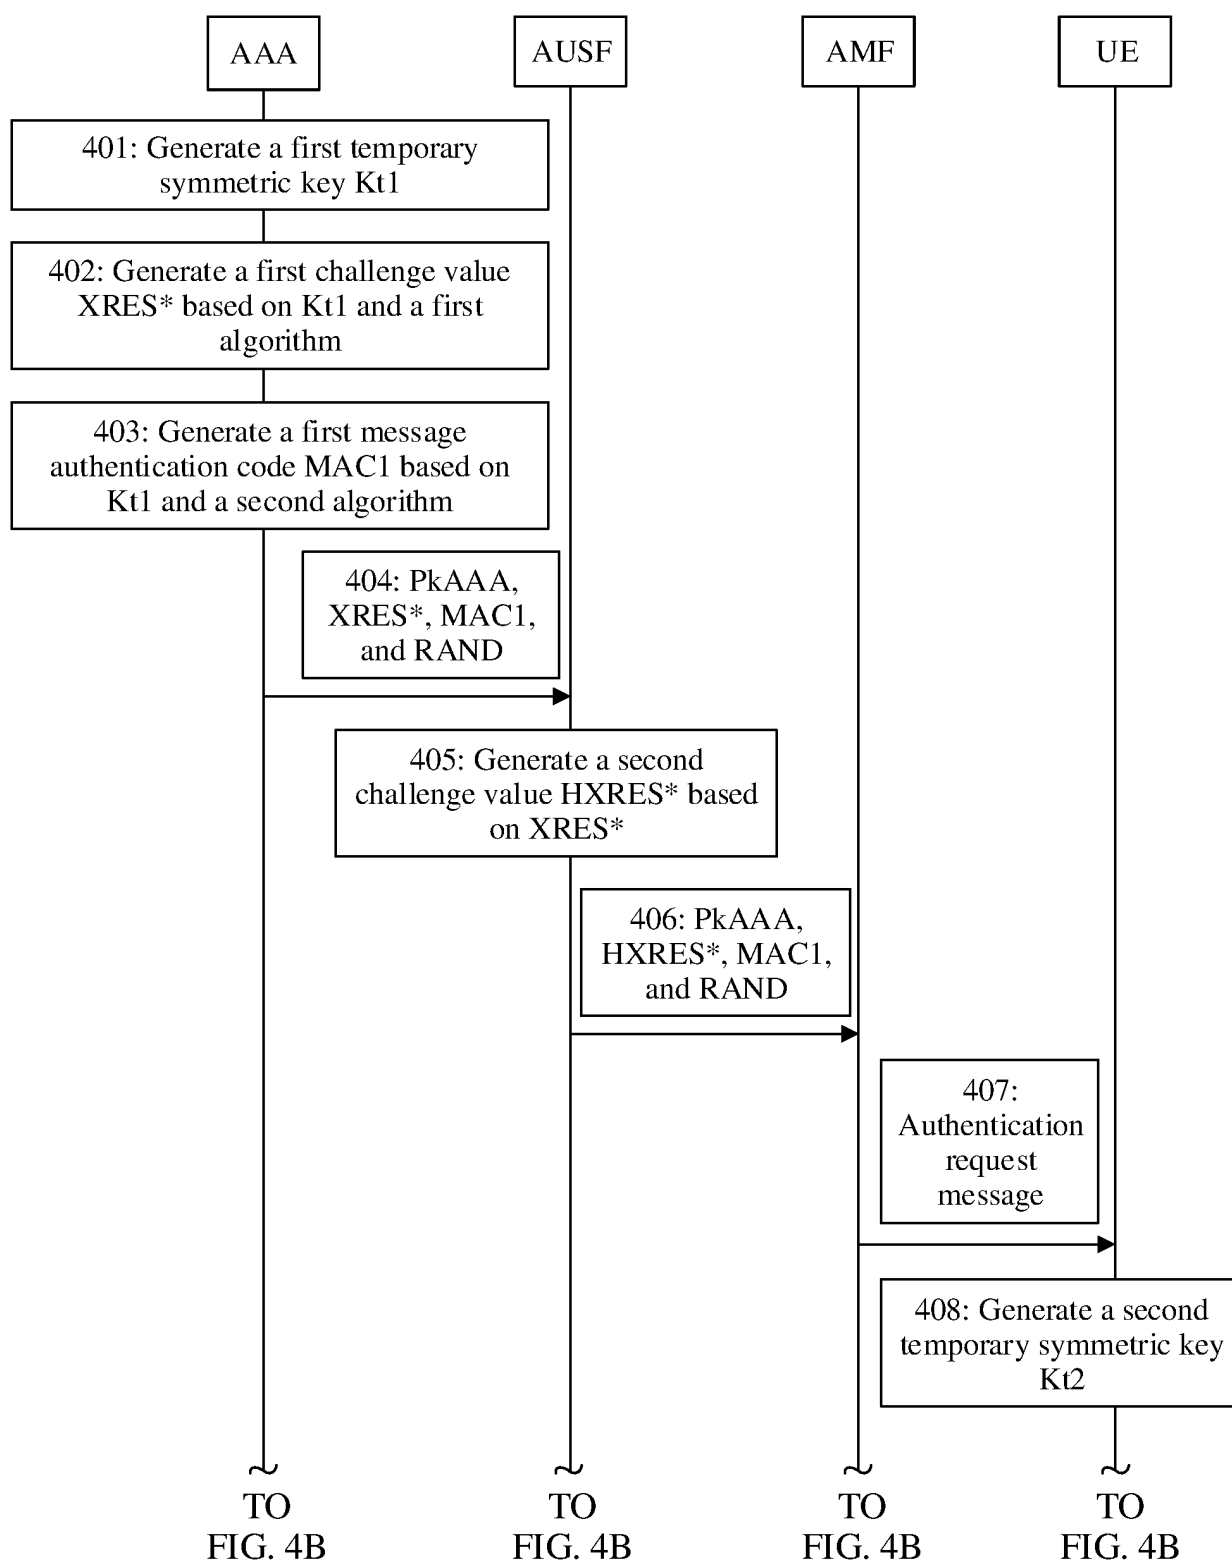 AAA
AUSF
AMF
UE
401: Generate a first temporary
symmetric key Kt1
402: Generate a first challenge value
XRES* based on Kt1 and a first
algorithm
403: Generate a first message
authentication code MAC1 based on
Kt1 and a second algorithm
404: PkAAA,
XRES*, MAC1,
and RAND
405: Generate a second
challenge value HXRES* based
on XRES*
406: PkAAA,
HXRES*, MAC1,
and RAND
407:
Authentication
request
message
408: Generate a second
temporary symmetric key
Kt2
TO
FIG. 4B
TO
FIG. 4B
TO
FIG. 4B
TO
FIG. 4B